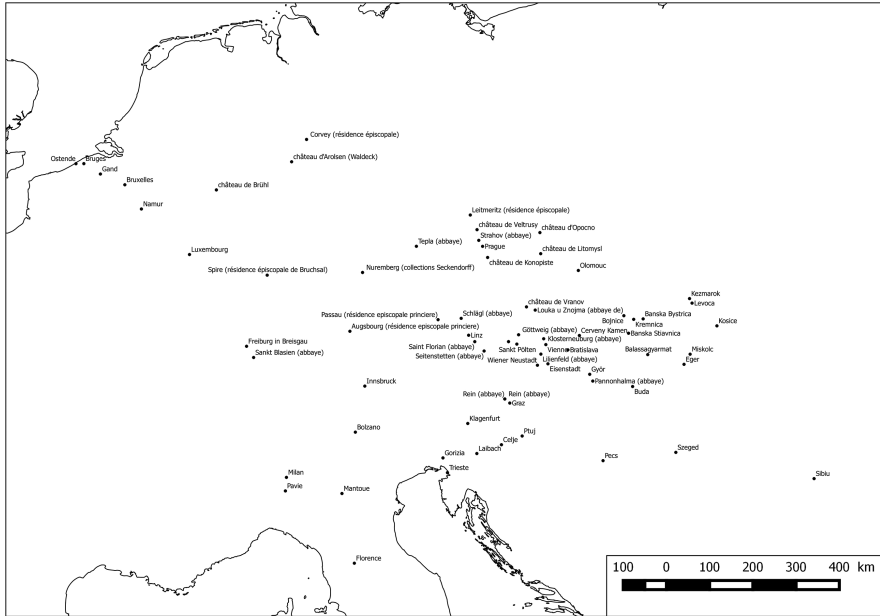 Corvey (résidence épiscopale)
Ostende
Bruges
château d'Arolsen (Waldeck)
Gand
Bruxelles
château de Brühl
Namur
Leitmeritz (résidence épiscopale)
château de Veltrusy
château d'Opocno
Strahov (abbaye)
Tepla (abbaye)
Prague
château de Litomysl
Luxembourg
château de Konopiste
Spire (résidence épiscopale de Bruchsal)
Nuremberg (collections Seckendorff)
Olomouc
Kezmarok
Levoca
château de Vranov
Louka u Znojma (abbaye de)
Banska Bystrica
Passau (résidence episcopale princiere)
Schlägl (abbaye)
Bojnice
Kremnica
Kosice
Augsbourg (résidence episcopale princiere)
Linz
Göttweig (abbaye)
Cerveny Kamen
Banska Stiavnica
Klosterneuburg (abbaye)
Freiburg in Breisgau
Saint Florian (abbaye)
Sankt Pölten
Vienne
Bratislava
Balassagyarmat
Miskolc
Sankt Blasien (abbaye)
Seitenstetten (abbaye)
Wiener Neustadt
Lilienfeld (abbaye)
Eger
Eisenstadt
Györ
Innsbruck
Pannonhalma (abbaye)
Buda
Rein (abbaye)
Rein (abbaye)
Graz
Klagenfurt
Bolzano
Ptuj
Celje
Gorizia
Laibach
Pecs
Szeged
Trieste
Milan
Sibiu
Pavie
Mantoue
Florence
100 0 100 200 300 400 km